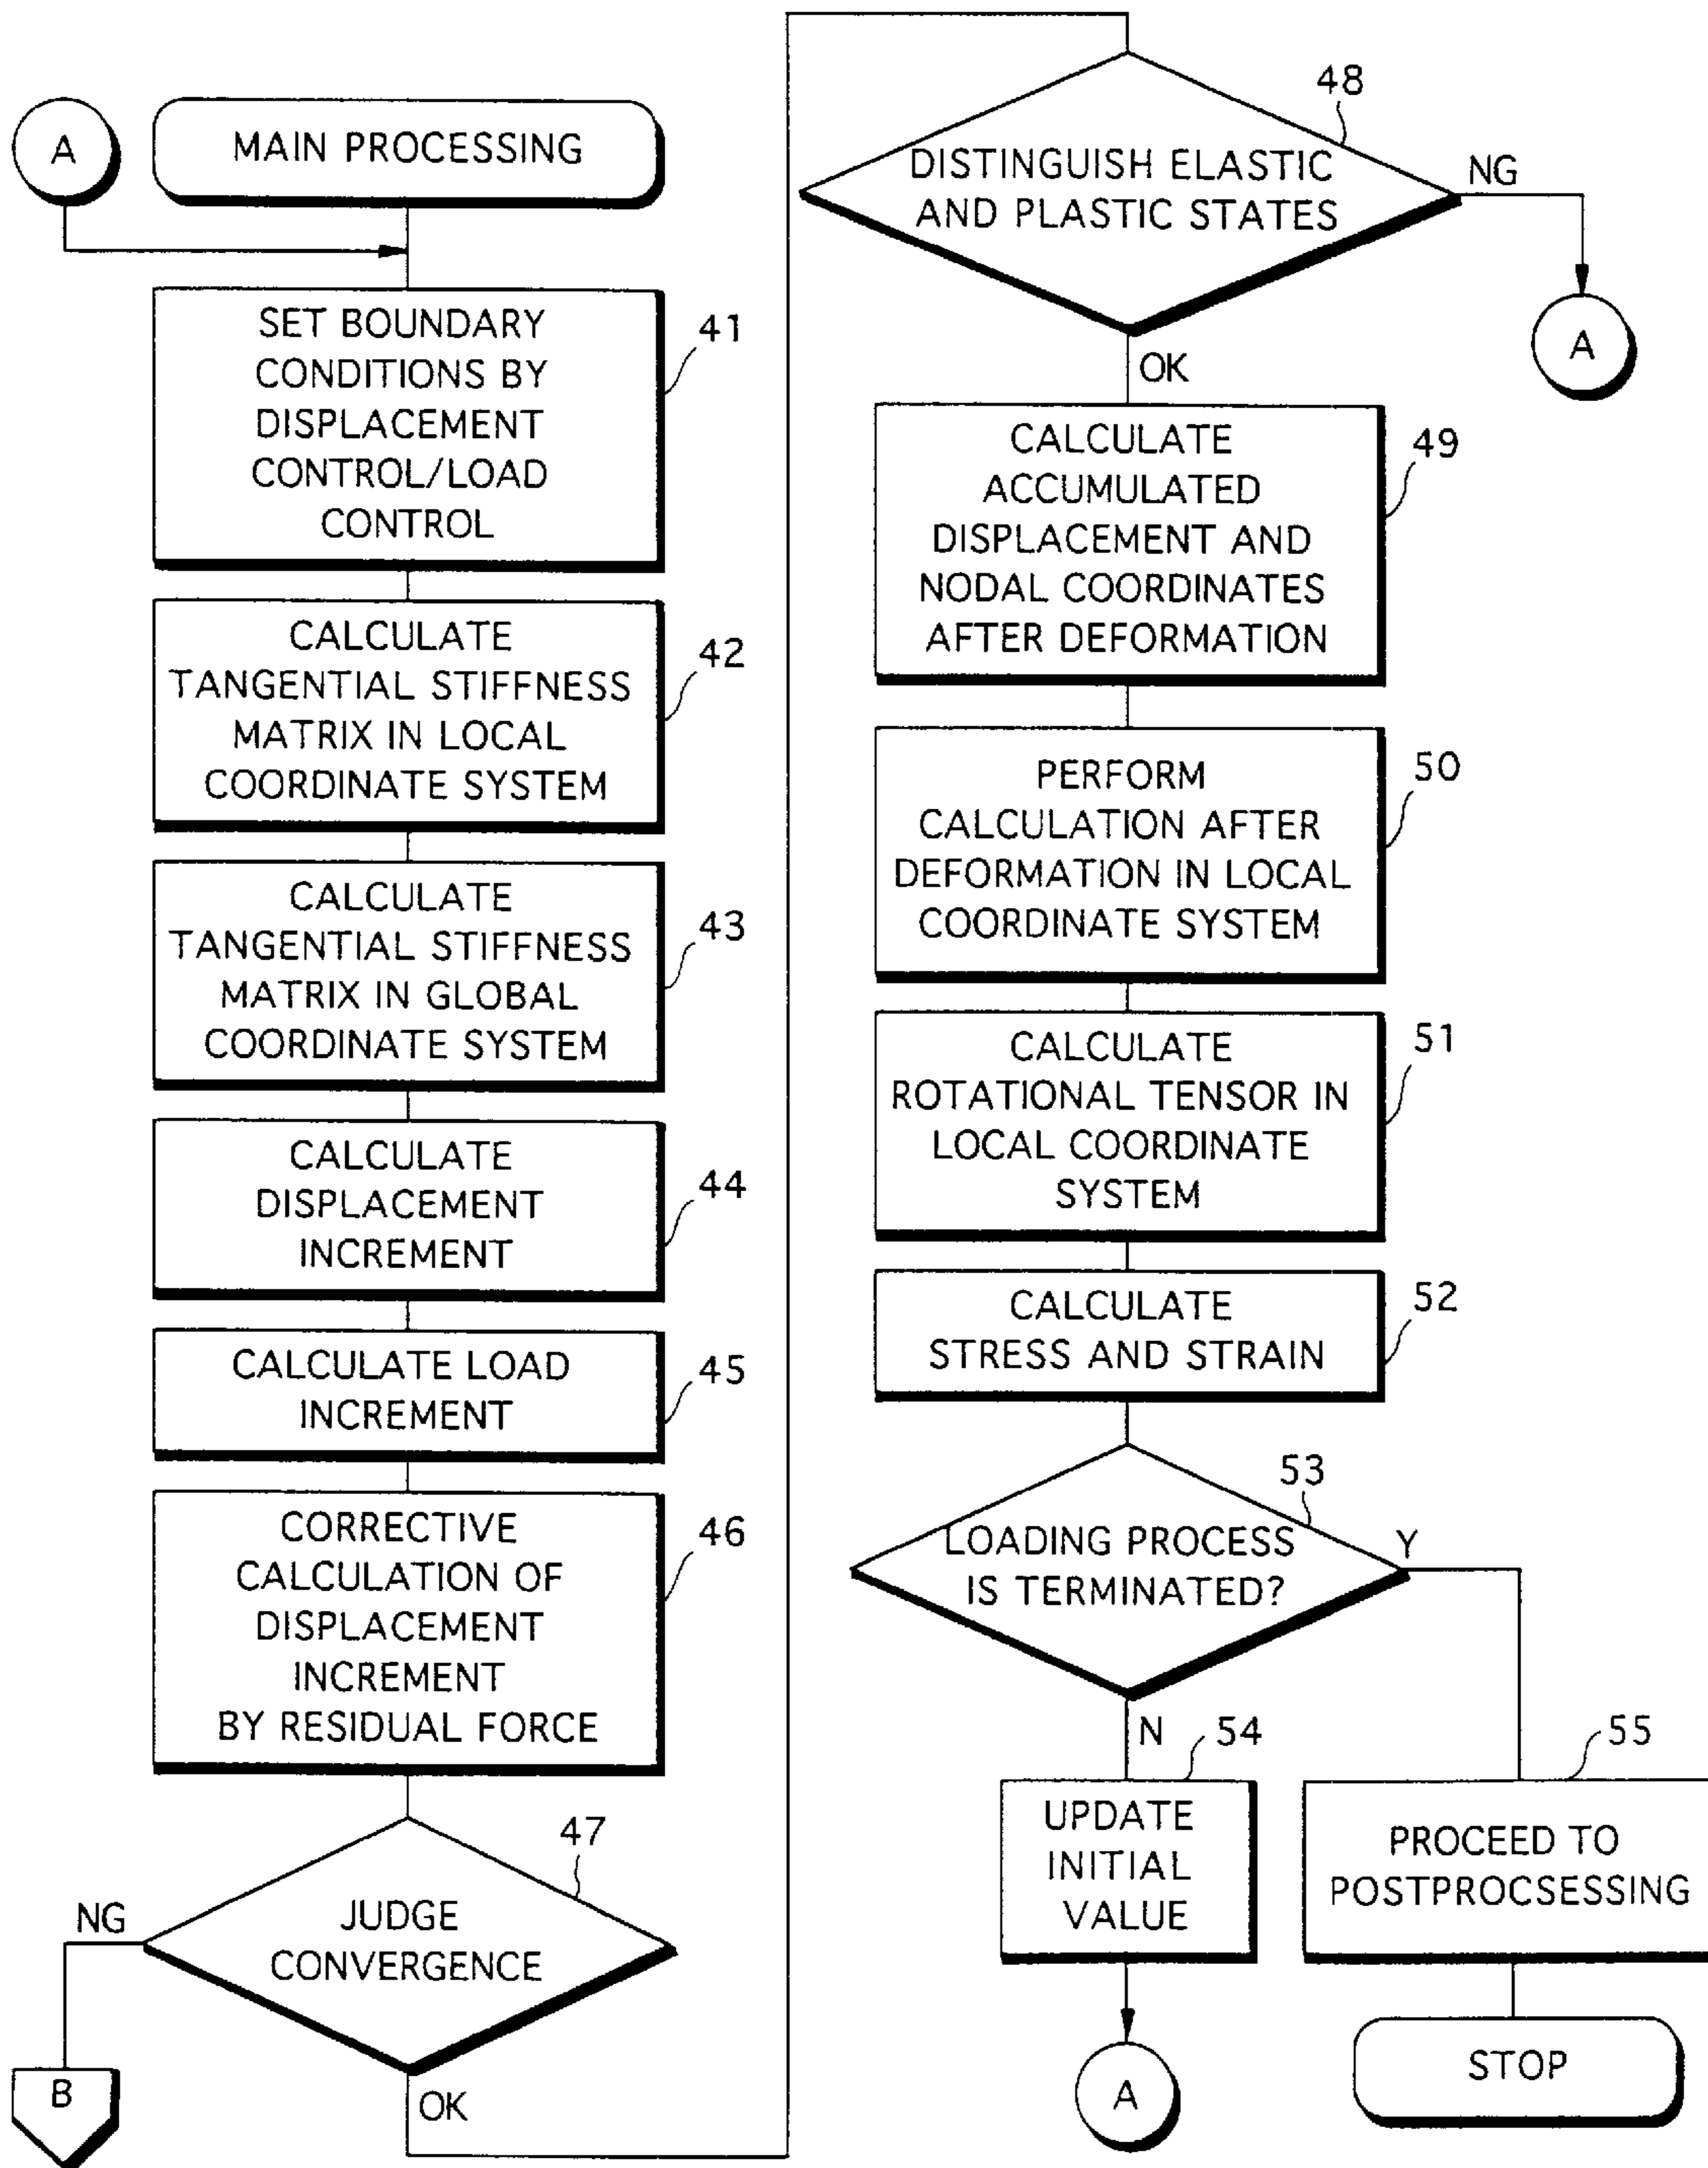 A
MAIN PROCESSING
SET BOUNDARY
CONDITIONS BY
DISPLACEMENT
CONTROL/LOAD
CONTROL
41
CALCULATE
TANGENTIAL STIFFNESS
MATRIX IN LOCAL
COORDINATE SYSTEM
42
CALCULATE
TANGENTIAL STIFFNESS
MATRIX IN GLOBAL
COORDINATE SYSTEM
43
CALCULATE
DISPLACEMENT
INCREMENT
44
CALCULATE LOAD
INCREMENT
45
CORRECTIVE
CALCULATION OF
DISPLACEMENT
INCREMENT
BY RESIDUAL FORCE
46
47
JUDGE
CONVERGENCE
NG
B
OK
48
DISTINGUISH ELASTIC
AND PLASTIC STATES
NG
A
OK
CALCULATE
ACCUMULATED
DISPLACEMENT AND
NODAL COORDINATES
AFTER DEFORMATION
49
PERFORM
CALCULATION AFTER
DEFORMATION IN LOCAL
COORDINATE SYSTEM
50
CALCULATE
ROTATIONAL TENSOR IN
LOCAL COORDINATE
SYSTEM
51
CALCULATE
STRESS AND STRAIN
52
53
LOADING PROCESS
IS TERMINATED?
Y
N
54
UPDATE
INITIAL
VALUE
A
55
PROCEED TO
POSTPROCSESSING
STOP